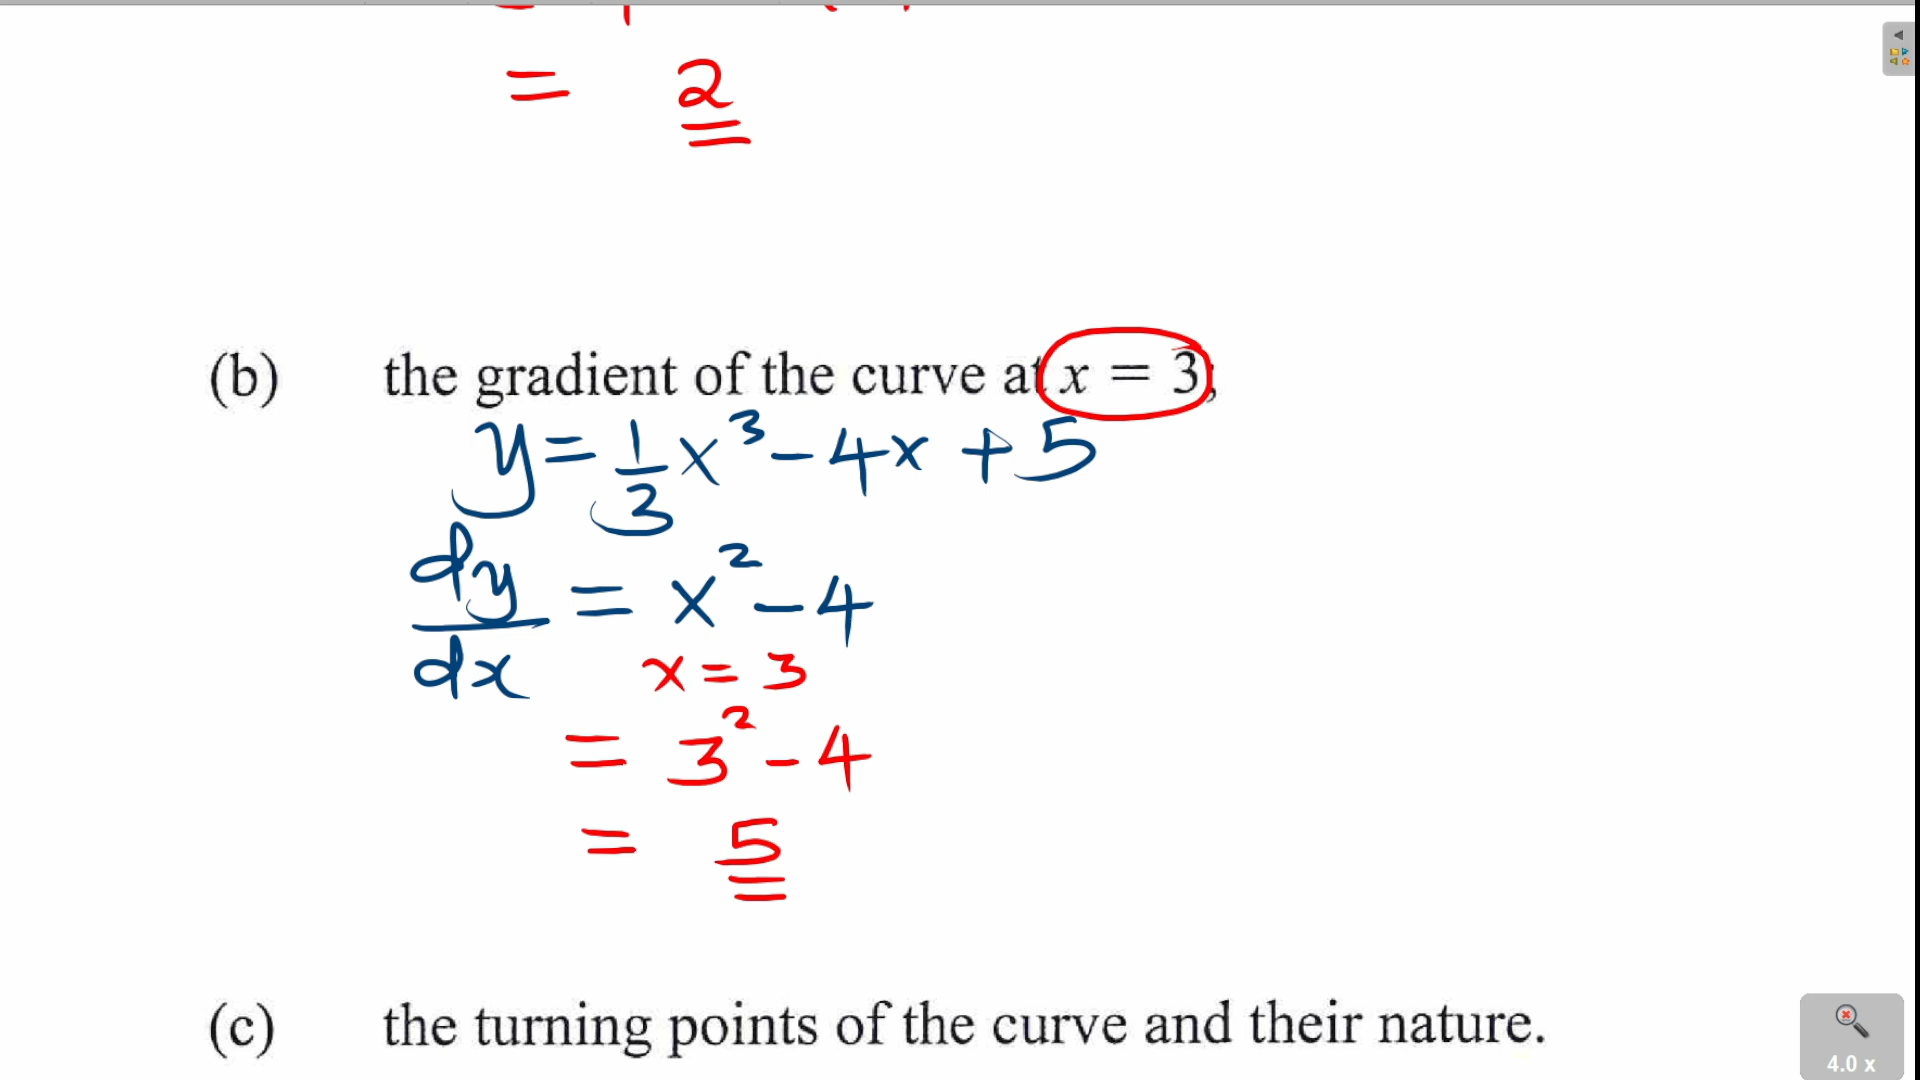 = 2
(b) the gradient of the curve at x = 3;
y = 1/3 x³ - 4x + 5
dy/dx = x² - 4
x = 3
= 3² - 4
= 5
(c) the turning points of the curve and their nature.
4.0 x